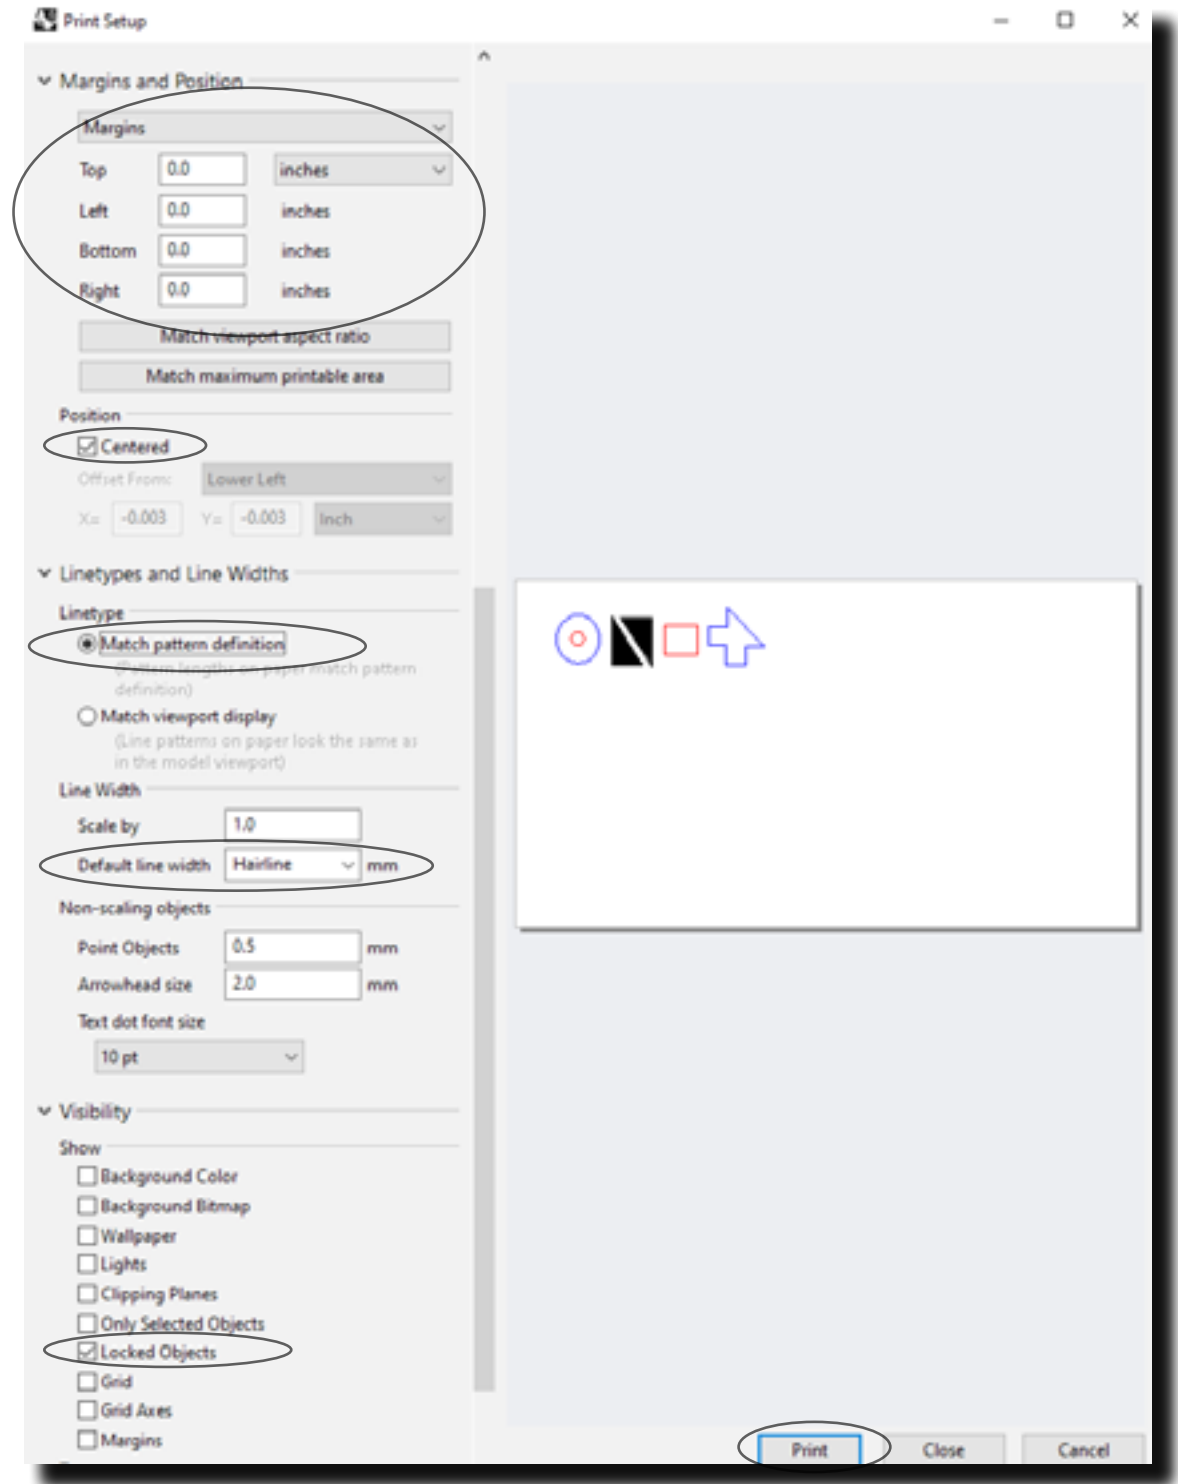 Print Setup
Margins and Position
Margins
Top 0.0 inches
Left 0.0 inches
Bottom 0.0 inches
Right 0.0 inches
Match viewport aspect ratio
Match maximum printable area
Position
Centered
Offset From: Lower Left
X= -0.003 Y= -0.003 Inch
Linetypes and Line Widths
Linetype
Match pattern definition
(Pattern lengths on paper match pattern
definition)
Match viewport display
(Line patterns on paper look the same as
in the model viewport)
Line Width
Scale by 1.0
Default line width Hairline mm
Non-scaling objects
Point Objects 0.5 mm
Arrowhead size 2.0 mm
Text dot font size
10 pt
Visibility
Show
Background Color
Background Bitmap
Wallpaper
Lights
Clipping Planes
Only Selected Objects
Locked Objects
Grid
Grid Axes
Margins
Print Close Cancel